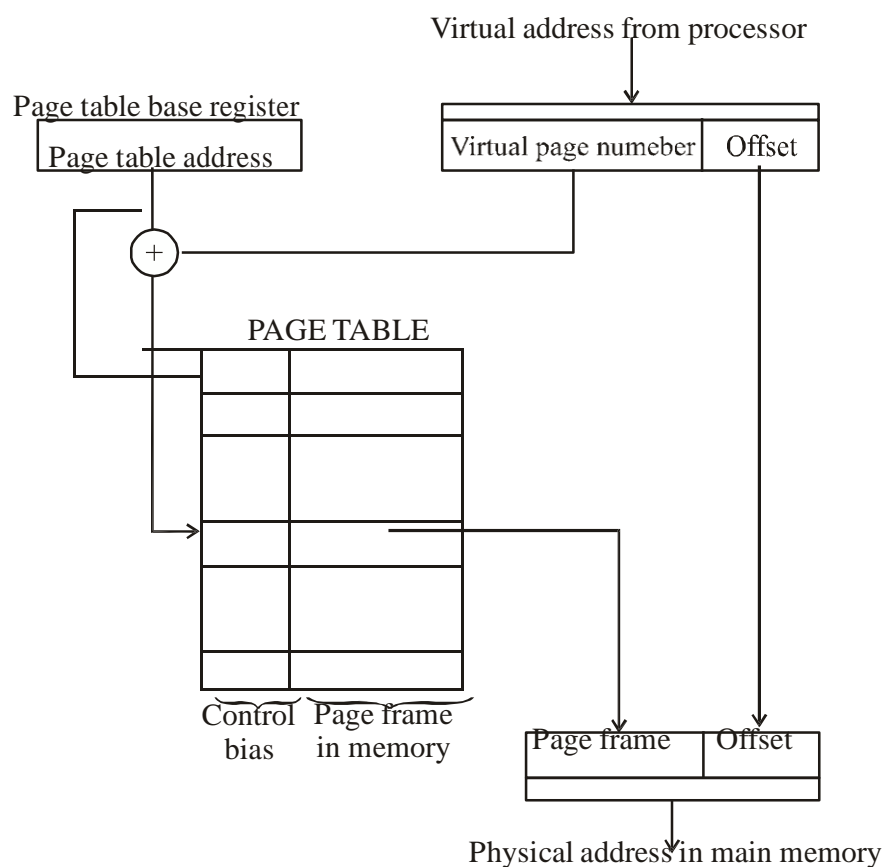 Virtual address from processor
Page table base register
Page table address
Virtual page numeber
Offset
+
PAGE TABLE
Control
bias
Page frame
in memory
Page frame
Offset
Physical address in main memory